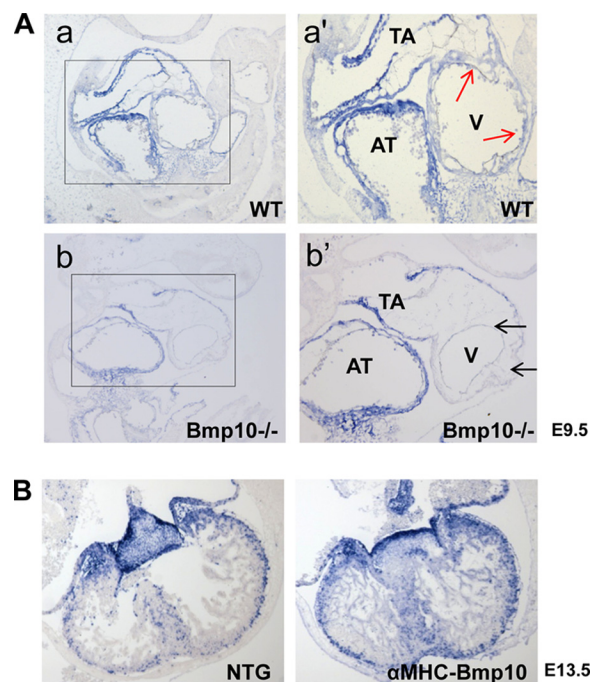 A
a
WT
a'
TA
AT
V
WT
b
Bmp10-/-
b’
TA
AT
V
Bmp10-/-
E9.5
B
NTG
αMHC-Bmp10
E13.5